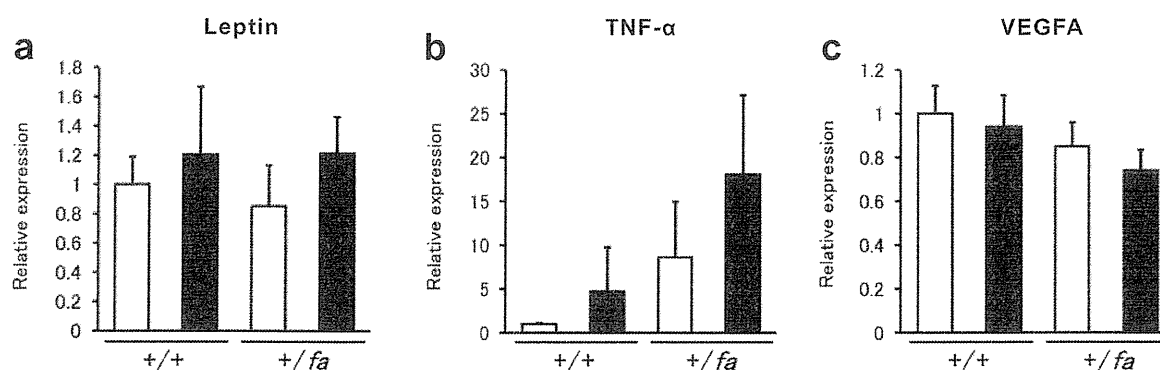 a
Leptin
Relative expression
1.8
1.6
1.4
1.2
1
0.8
0.6
0.4
0.2
0
+/+
+/fa
b
TNF-α
Relative expression
30
25
20
15
10
5
0
+/+
+/fa
c
VEGFA
Relative expression
1.2
1
0.8
0.6
0.4
0.2
0
+/+
+/fa